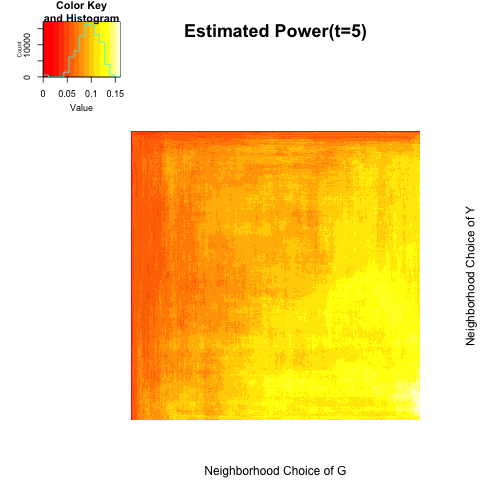 Color Key
and Histogram
Estimated Power(t=5)
Count
0 10000
0 0.05 0.1 0.15
Value
Neighborhood Choice of Y
Neighborhood Choice of G